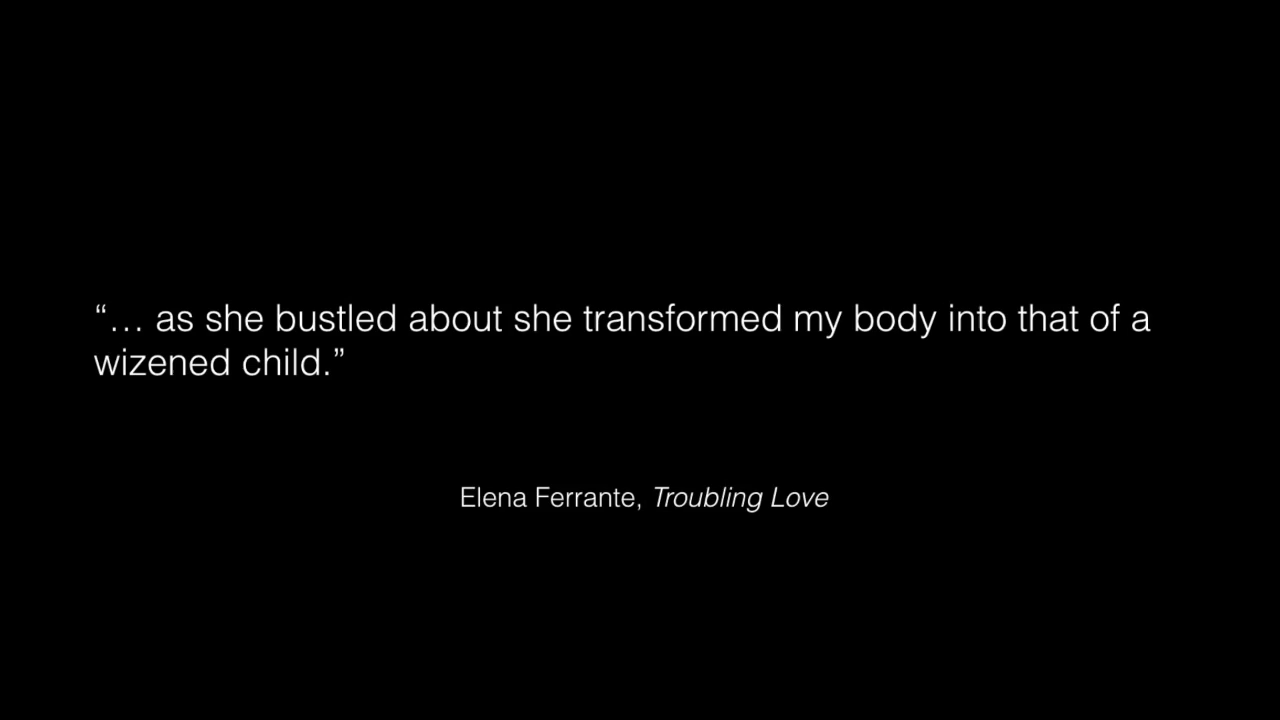 “… as she bustled about she transformed my body into that of a
wizened child.”
Elena Ferrante, Troubling Love